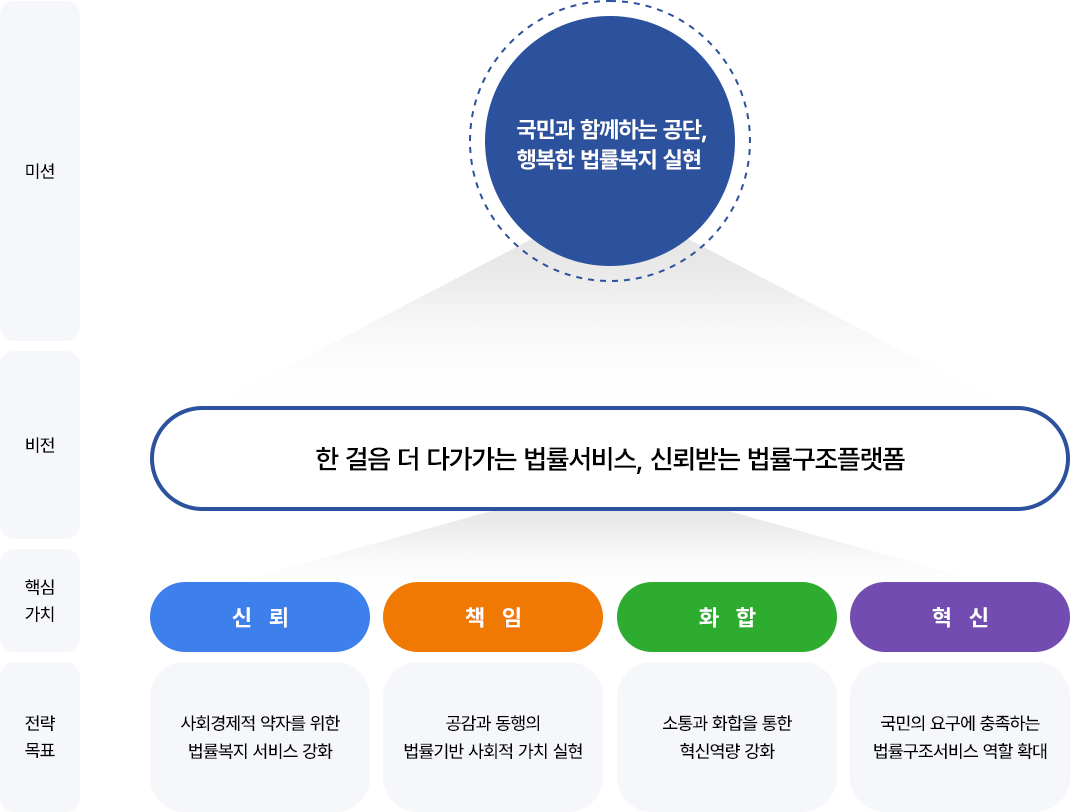 미션
국민과 함께하는 공단,
행복한 법률복지 실현
비전
한 걸음 더 다가가는 법률서비스, 신뢰받는 법률구조플랫폼
핵심
가치
신 뢰
책 임
화 합
혁 신
전략
목표
사회경제적 약자를 위한
법률복지 서비스 강화
공감과 동행의
법률기반 사회적 가치 실현
소통과 화합을 통한
혁신역량 강화
국민의 요구에 충족하는
법률구조서비스 역할 확대